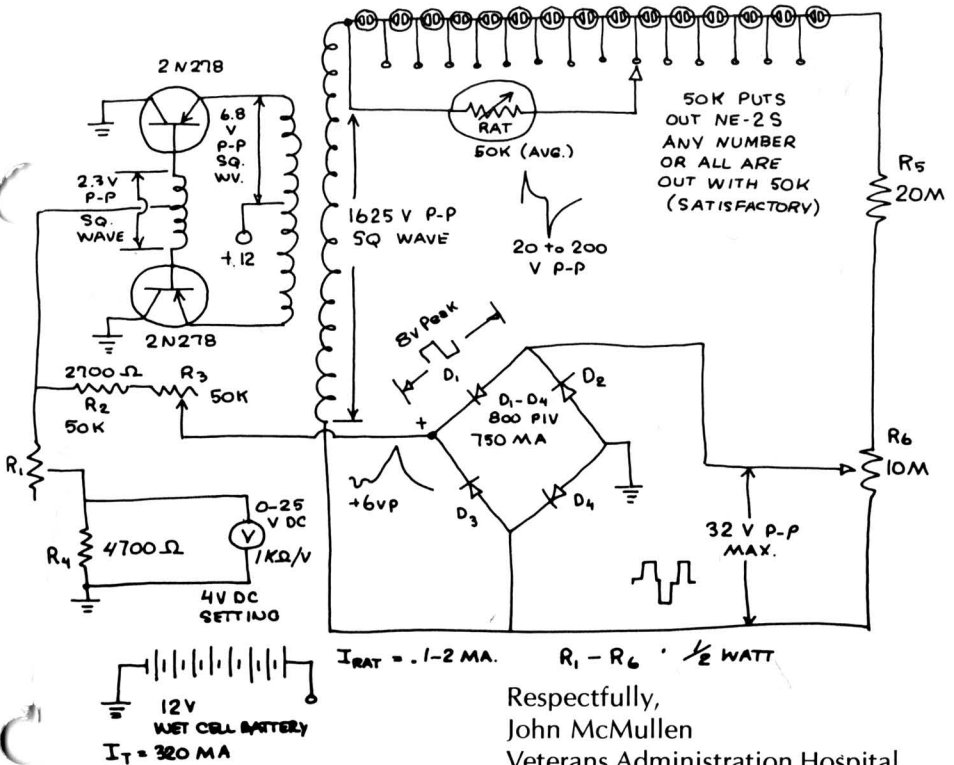 2N278
6.8
V
P-P
SQ.
WV.
2.3V
P-P
SQ.
WAVE
+.12
2N278
1625 V P-P
SQ WAVE
RAT
50K (AVG.)
20 to 200
V P-P
50K PUTS
OUT NE-2S
ANY NUMBER
OR ALL ARE
OUT WITH 50K
(SATISFACTORY)
R5
20M
8V Peak
D1
D2
D1-D4
800 PIV
750 MA
+
D3
D4
+6VP
2700 Ω
R2
50K
R3
50K
R1
R4
4700 Ω
V
0-25
V DC
1KΩ/V
4V DC
SETTING
R6
10M
32 V P-P
MAX.
12V
WET CELL BATTERY
IT = 320 MA
IRAT = .1-2 MA.
R1 - R6 · 1/2 WATT
Respectfully,
John McMullen
Veterans Administration Hospital